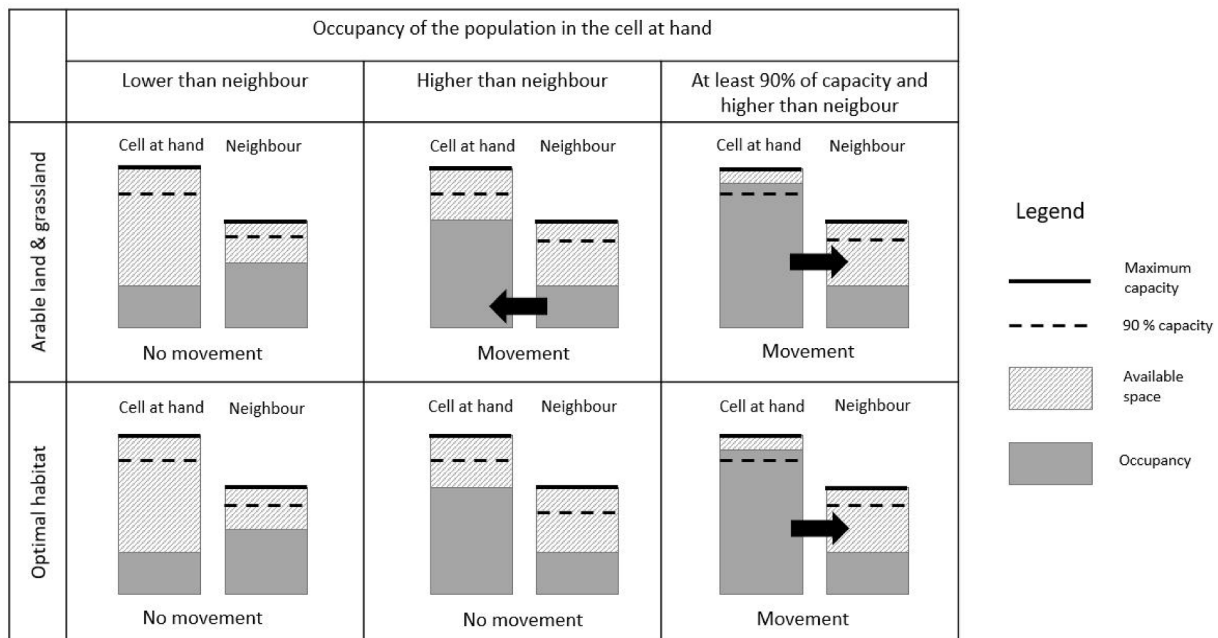 Occupancy of the population in the cell at hand
Lower than neighbour
Higher than neighbour
At least 90% of capacity and
higher than neigbour
Arable land & grassland
Cell at hand
Neighbour
No movement
Cell at hand
Neighbour
Movement
Cell at hand
Neighbour
Movement
Optimal habitat
Cell at hand
Neighbour
No movement
Cell at hand
Neighbour
No movement
Cell at hand
Neighbour
Movement
Legend
Maximum
capacity
90 % capacity
Available
space
Occupancy